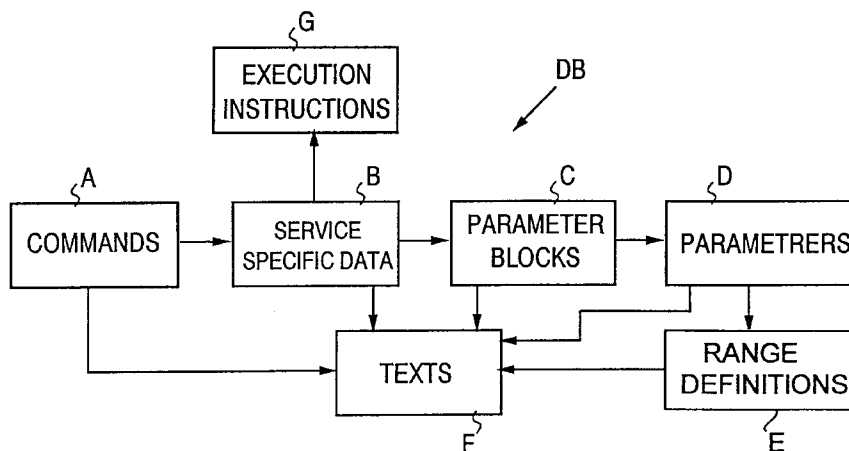 G
EXECUTION
INSTRUCTIONS
DB
A
COMMANDS
B
SERVICE
SPECIFIC DATA
C
PARAMETER
BLOCKS
D
PARAMETRERS
TEXTS
F
RANGE
DEFINITIONS
E